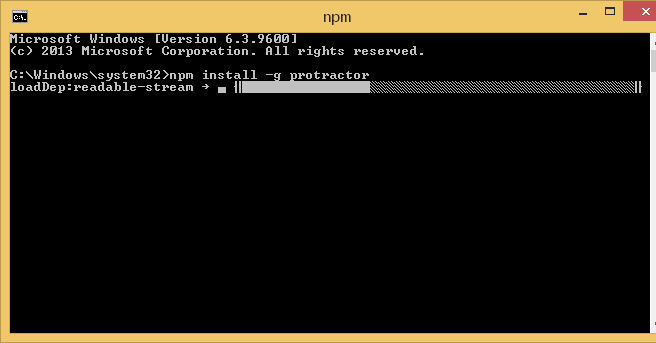 npm
Microsoft Windows [Version 6.3.9600]
(c) 2013 Microsoft Corporation. All rights reserved.
C:\Windows\system32>npm install -g protractor
loadDep:readable-stream →